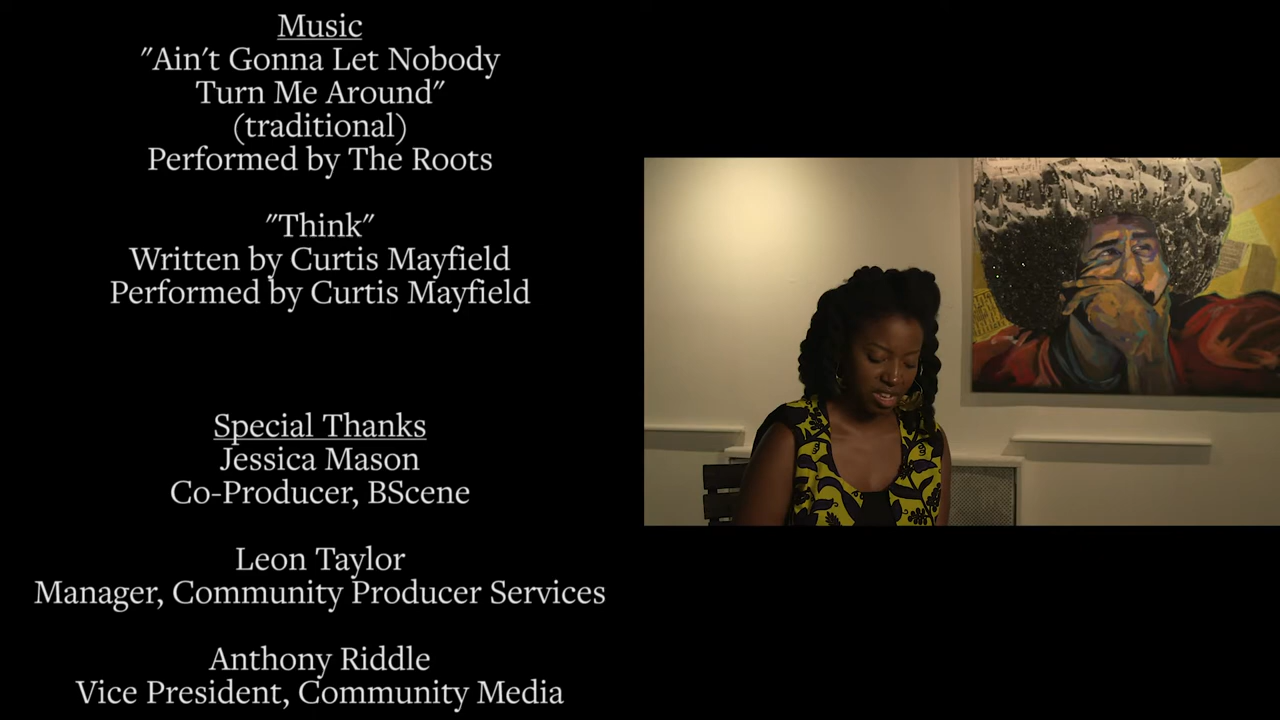 Music
"Ain't Gonna Let Nobody
Turn Me Around"
(traditional)
Performed by The Roots
"Think"
Written by Curtis Mayfield
Performed by Curtis Mayfield
Special Thanks
Jessica Mason
Co-Producer, BScene
Leon Taylor
Manager, Community Producer Services
Anthony Riddle
Vice President, Community Media